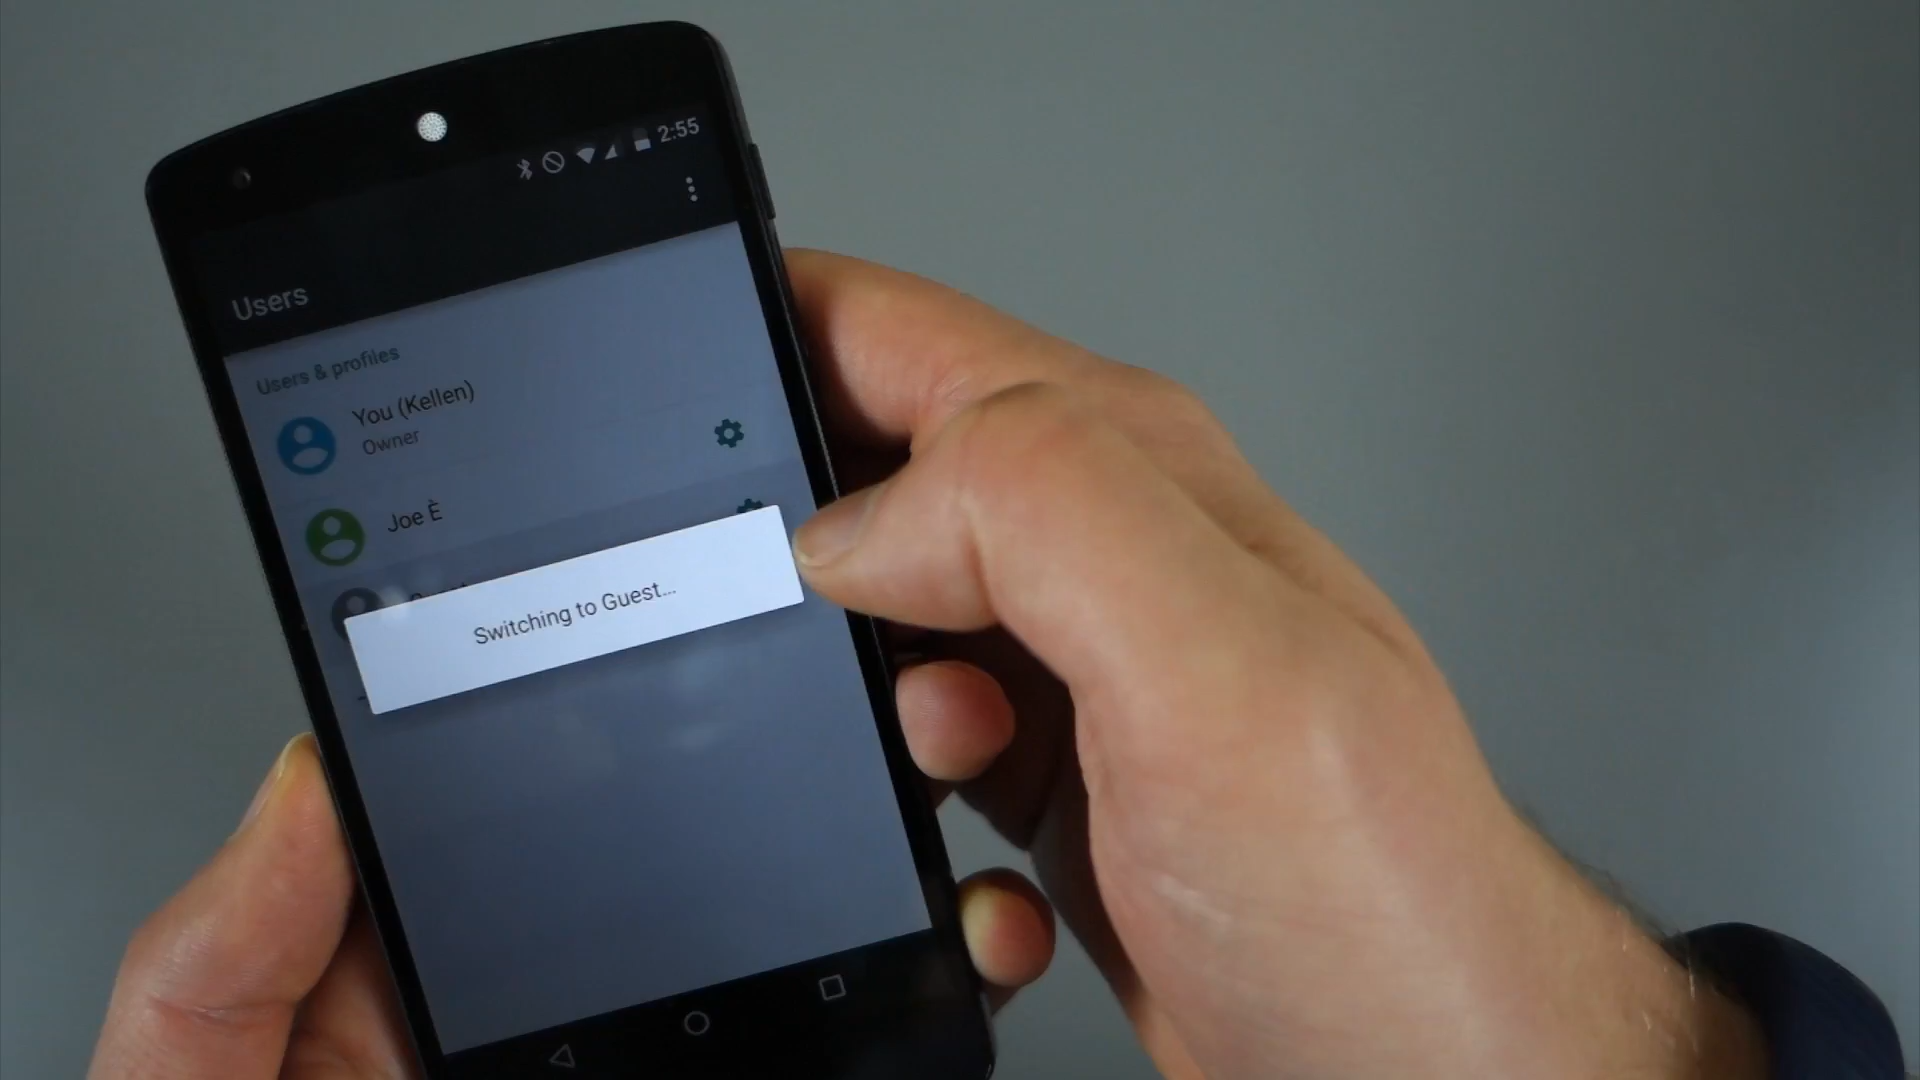 2:55
Users
Users & profiles
You (Kellen)
Owner
Joe È
Switching to Guest...